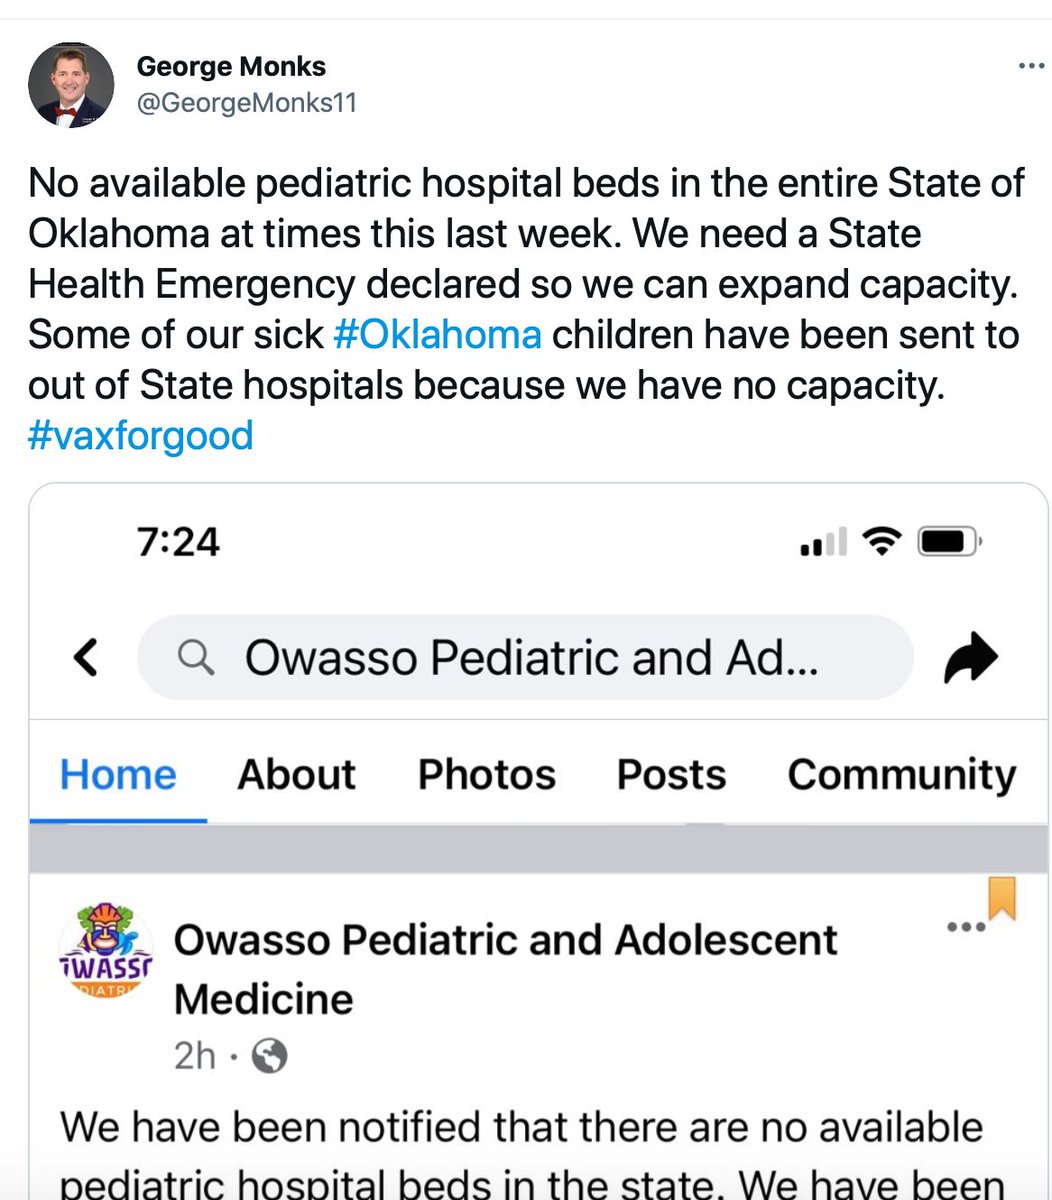 George Monks
@GeorgeMonks11
No available pediatric hospital beds in the entire State of
Oklahoma at times this last week. We need a State
Health Emergency declared so we can expand capacity.
Some of our sick #Oklahoma children have been sent to
out of State hospitals because we have no capacity.
#vaxforgood
7:24
Owasso Pediatric and Ad...
Home About Photos Posts Community
Owasso Pediatric and Adolescent
Medicine
2h ·
We have been notified that there are no available
pediatric hospital beds in the state. We have been